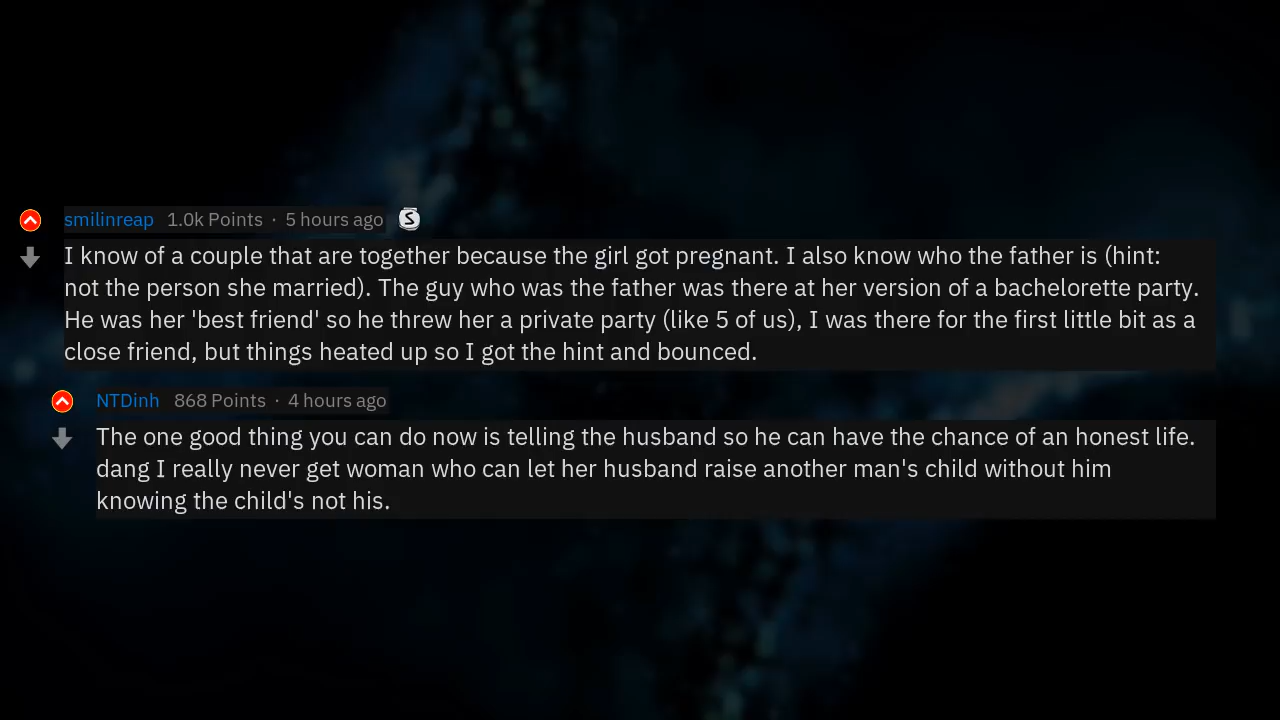 smilinreap 1.0k Points · 5 hours ago S
I know of a couple that are together because the girl got pregnant. I also know who the father is (hint:
not the person she married). The guy who was the father was there at her version of a bachelorette party.
He was her 'best friend' so he threw her a private party (like 5 of us), I was there for the first little bit as a
close friend, but things heated up so I got the hint and bounced.
NTDinh 868 Points · 4 hours ago
The one good thing you can do now is telling the husband so he can have the chance of an honest life.
dang I really never get woman who can let her husband raise another man's child without him
knowing the child's not his.